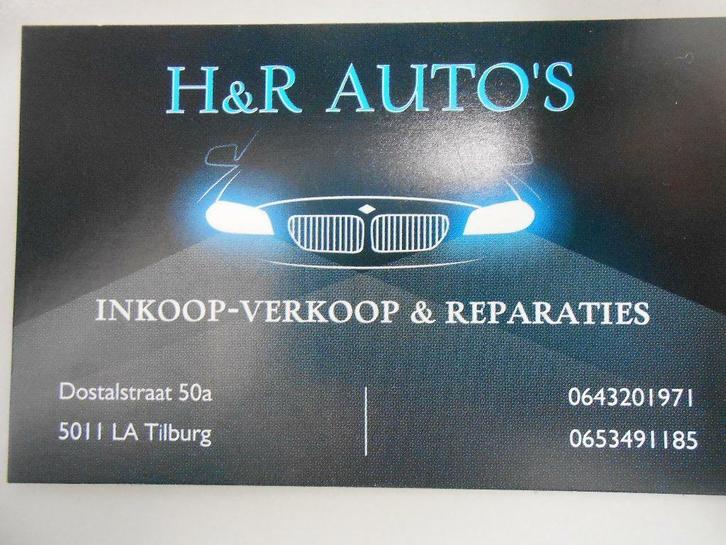 H&R AUTO'S
INKOOP-VERKOOP & REPARATIES
Dostalstraat 50a
5011 LA Tilburg
0643201971
0653491185